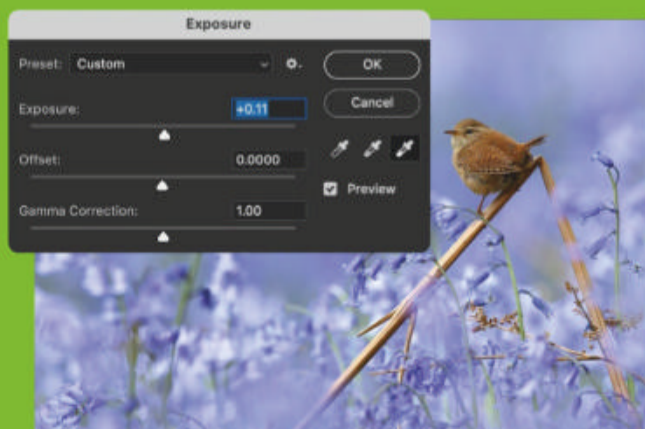 Exposure
Preset: Custom
OK
Exposure: +0.11
Cancel
Offset: 0.0000
Preview
Gamma Correction: 1.00